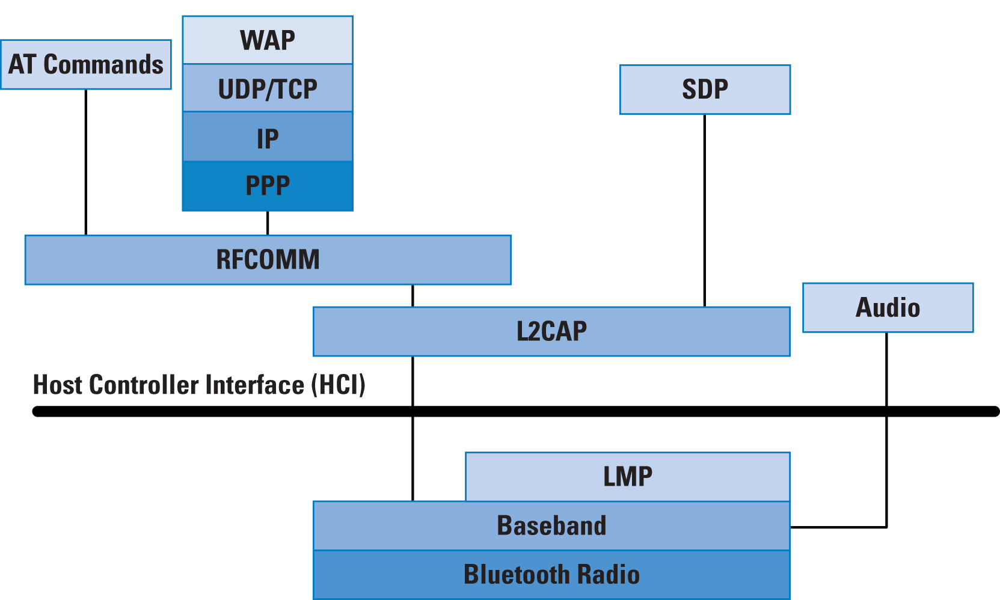 WAP
AT Commands
UDP/TCP
SDP
IP
PPP
RFCOMM
Audio
L2CAP
Host Controller Interface (HCI)
LMP
Baseband
Bluetooth Radio